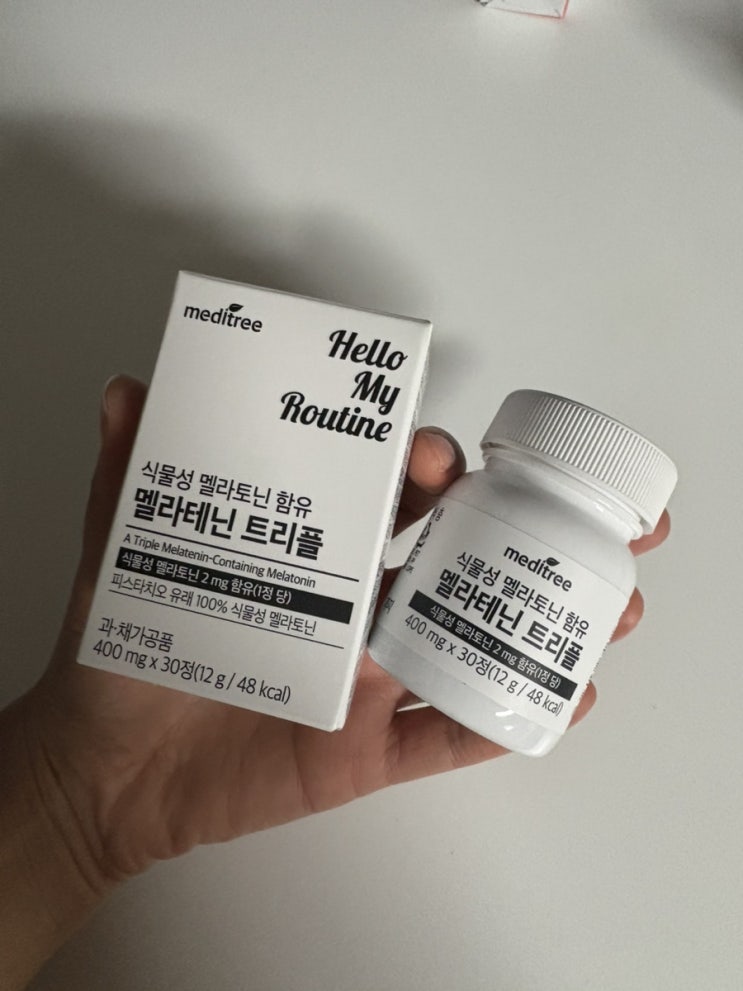 meditree
Hello
My
Routine
식물성 멜라토닌 함유
멜라테닌 트리플
A Triple Melatenin-Containing Melatonin
식물성 멜라토닌 2 mg 함유(1정 당)
피스타치오 유래 100% 식물성 멜라토닌
과·채가공품
400 mg x 30정(12 g / 48 kcal)
meditree
식물성 멜라토닌 함유
멜라테닌 트리플
식물성 멜라토닌 2 mg 함유(1정 당)
400 mg x 30정(12 g / 48 kcal)